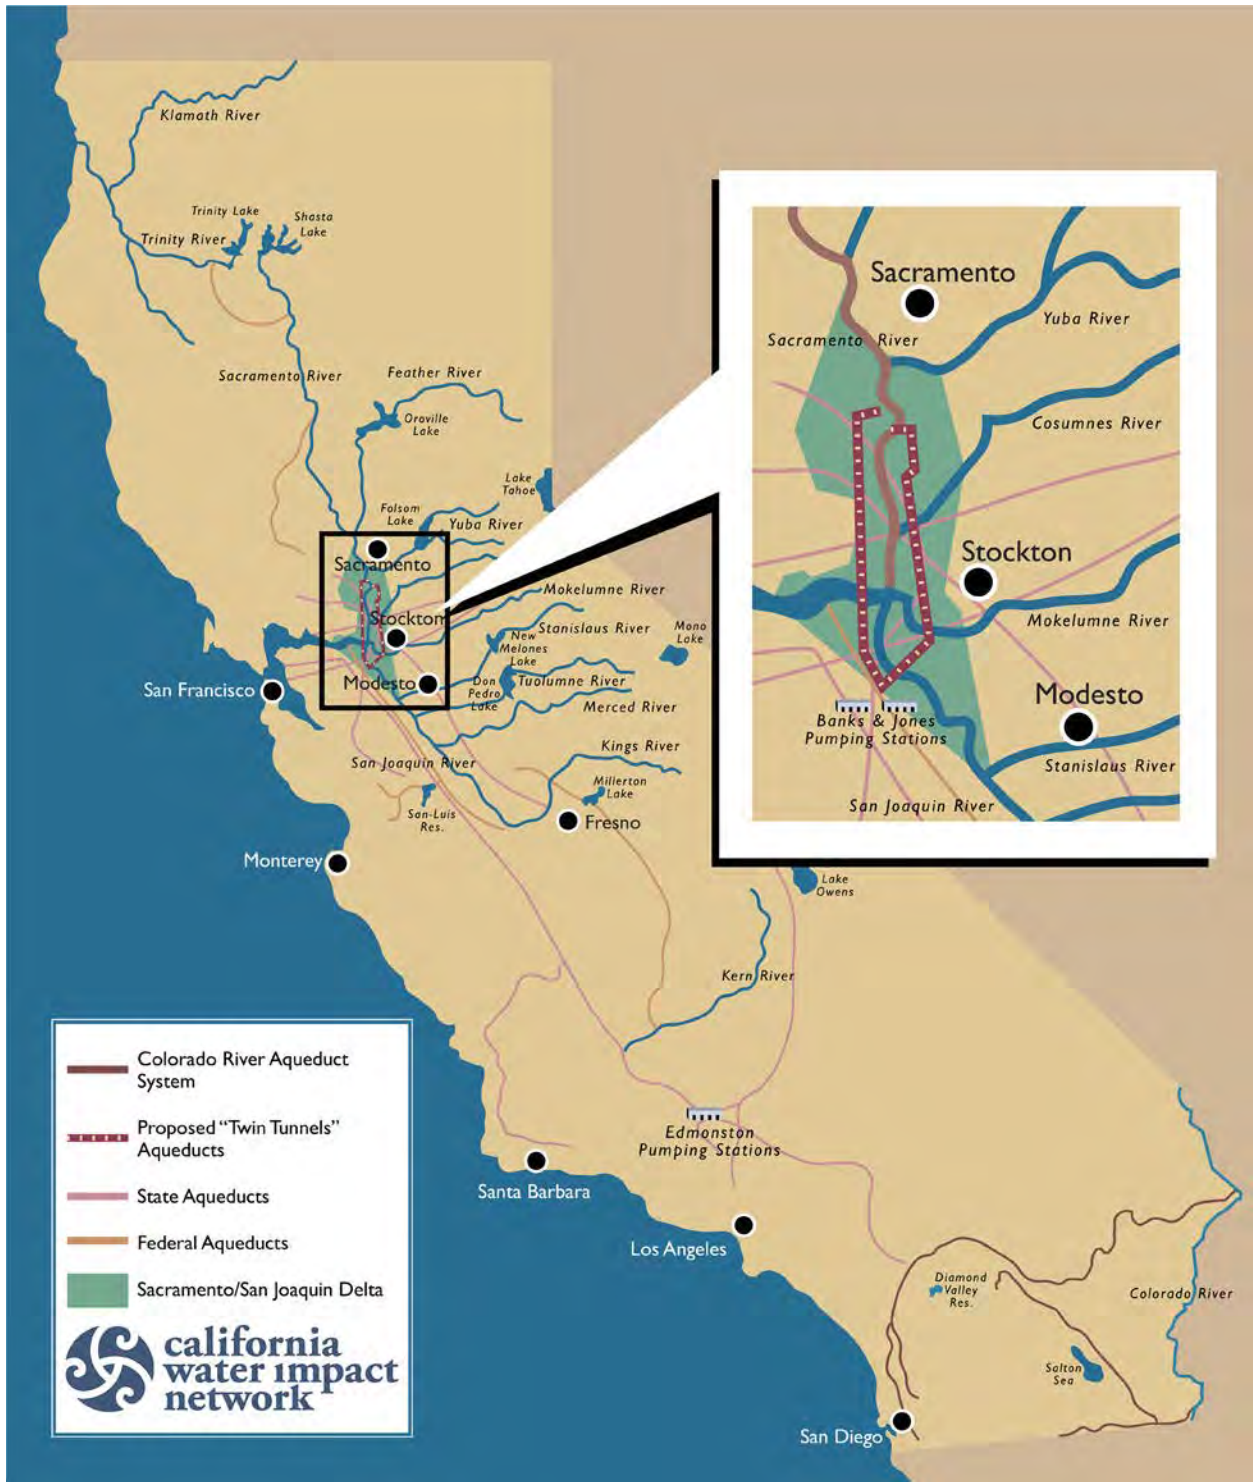 Klamath River
Trinity Lake
Shasta
Lake
Trinity River
Sacramento River
Feather River
Oroville
Lake
Lake
Tahoe
Folsom
Lake
Yuba River
Sacramento
Mokelumne River
Stockton
Stanislaus River
New
Melones
Lake
Mono
Lake
San Francisco
Modesto
Don
Pedro
Lake
Tuolumne River
Merced River
San Joaquin River
Kings River
Millerton
Lake
San-Luis
Res.
Fresno
Monterey
Lake
Owens
Kern River
Edmonston
Pumping Stations
Santa Barbara
Los Angeles
Diamond
Valley
Res.
Colorado River
Salton
Sea
San Diego
Sacramento
Yuba River
Sacramento River
Cosumnes River
Stockton
Mokelumne River
Modesto
Banks & Jones
Pumping Stations
Stanislaus River
San Joaquin River
Colorado River Aqueduct
System
Proposed “Twin Tunnels”
Aqueducts
State Aqueducts
Federal Aqueducts
Sacramento/San Joaquin Delta
california
water impact
network